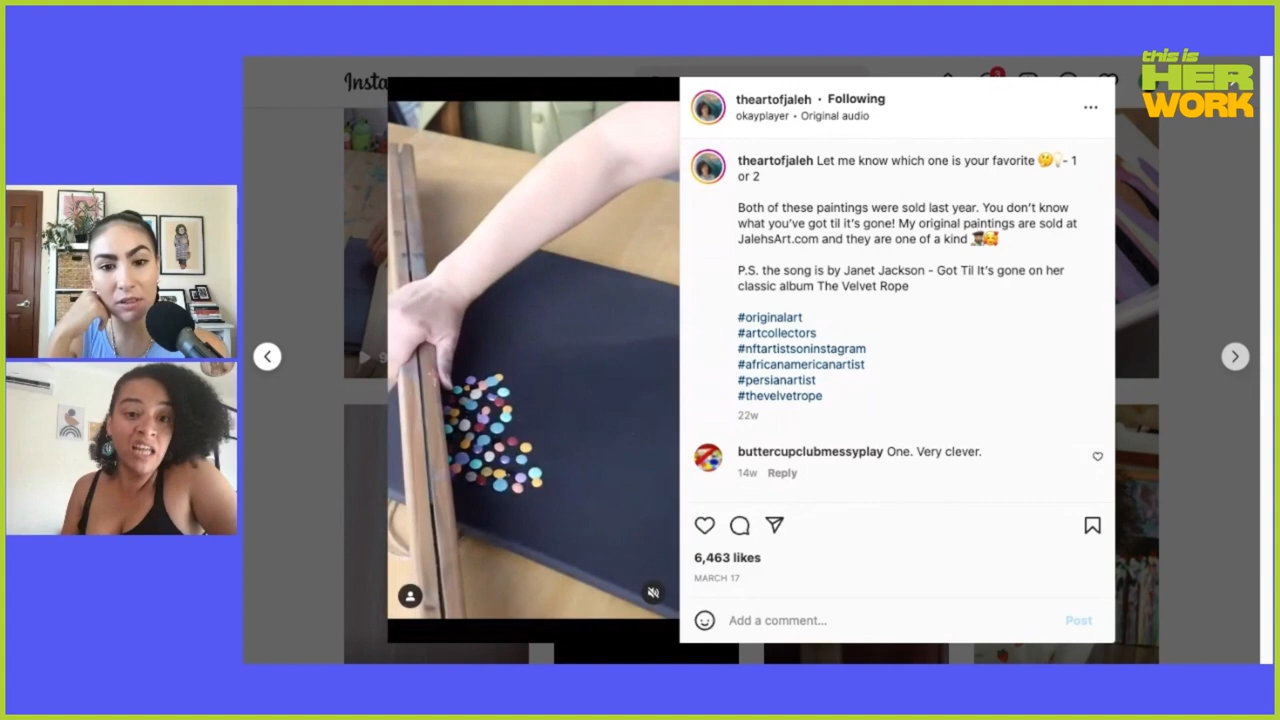 this is
HER
WORK
Insta
theartofjaleh • Following
okayplayer • Original audio
theartofjaleh Let me know which one is your favorite 🤔💡- 1
or 2
Both of these paintings were sold last year. You don't know
what you've got til it's gone! My original paintings are sold at
JalehsArt.com and they are one of a kind 👩🏽‍🎨🥰
P.S. the song is by Janet Jackson - Got Til It's gone on her
classic album The Velvet Rope
#originalart
#artcollectors
#nftartistsoninstagram
#africanamericanartist
#persianartist
#thevelvetrope
22w
buttercupclubmessyplay One. Very clever.
14w Reply
6,463 likes
MARCH 17
Add a comment...
Post